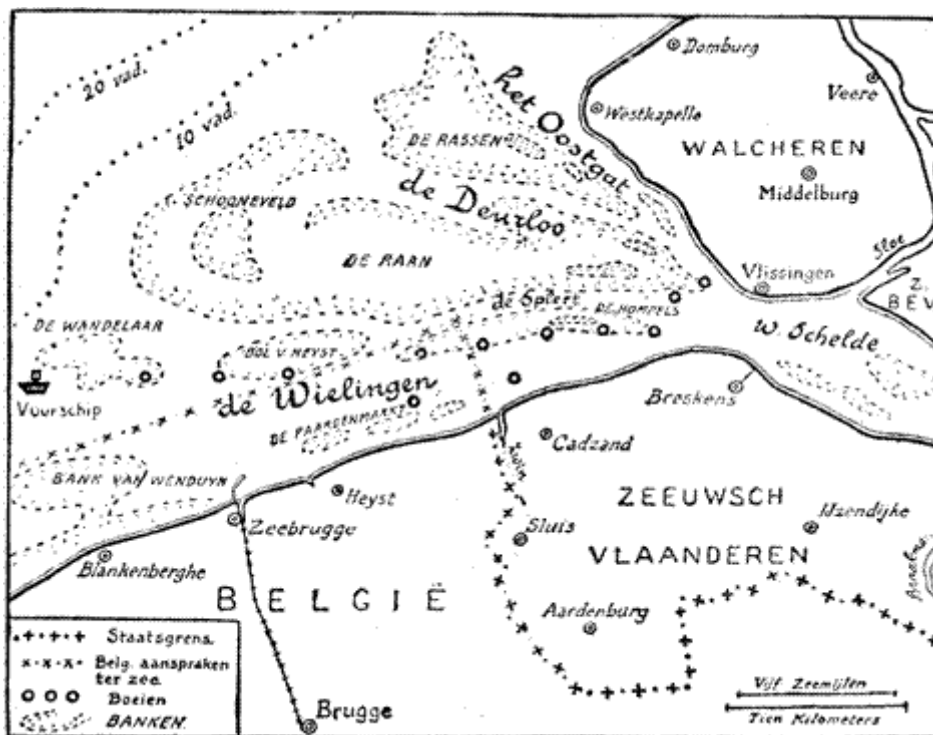 20 vad.
10 vad.
het Oostgat
Domburg
Veere
Westkapelle
WALCHEREN
Middelburg
DE RASSEN
de Deurloo
SCHOONEVELD
DE RAAN
Sloe
Vlissingen
Z.
BEV
de Spleet
DE HOMPELS
W. Schelde
DE WANDELAAR
BOL V. HEYST
de Wielingen
Vuurschip
DE PAARDENMARKT
Breskens
Cadzand
Zwin
BANK VAN WENDUYN
Heyst
Zeebrugge
ZEEUWSCH
VLAANDEREN
IJzendijke
Sluis
Blankenberghe
BELGIË
Aardenburg
Staatsgrens.
Belg. aanspraken
ter zee.
Boeien
BANKEN.
Brugge
Vijf Zeemijlen
Tien Kilometers